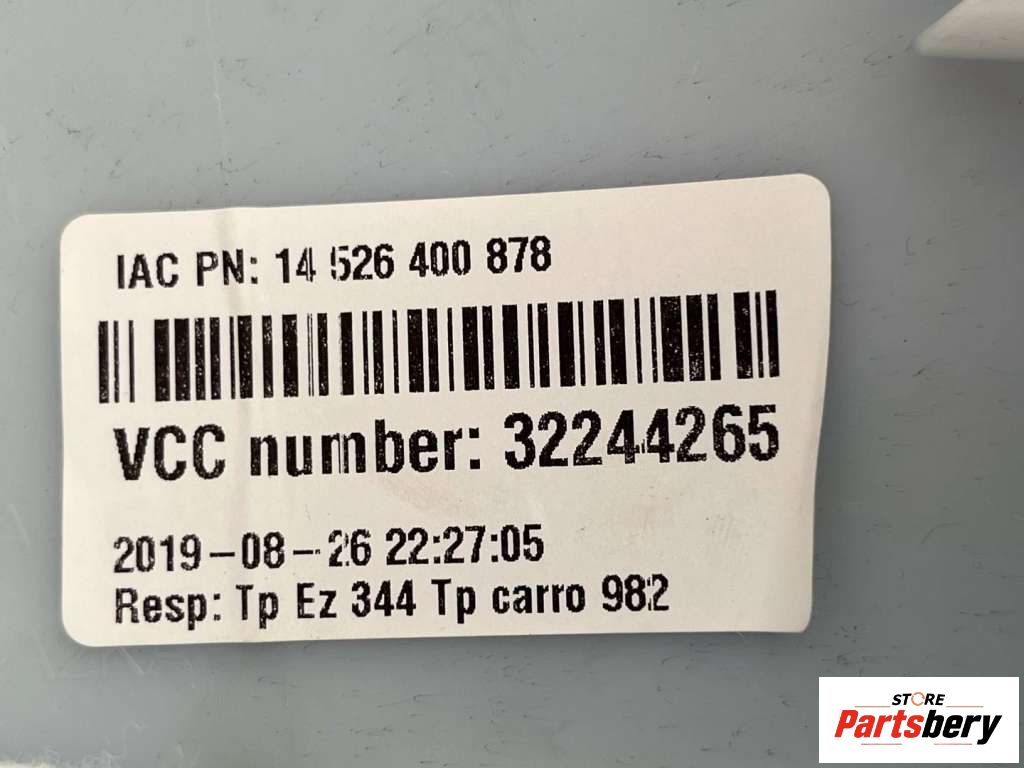 IAC PN: 14 526 400 878
VCC number: 32244265
2019-08-26 22:27:05
Resp: Tp Ez 344 Tp carro 982
STORE
Partsbery